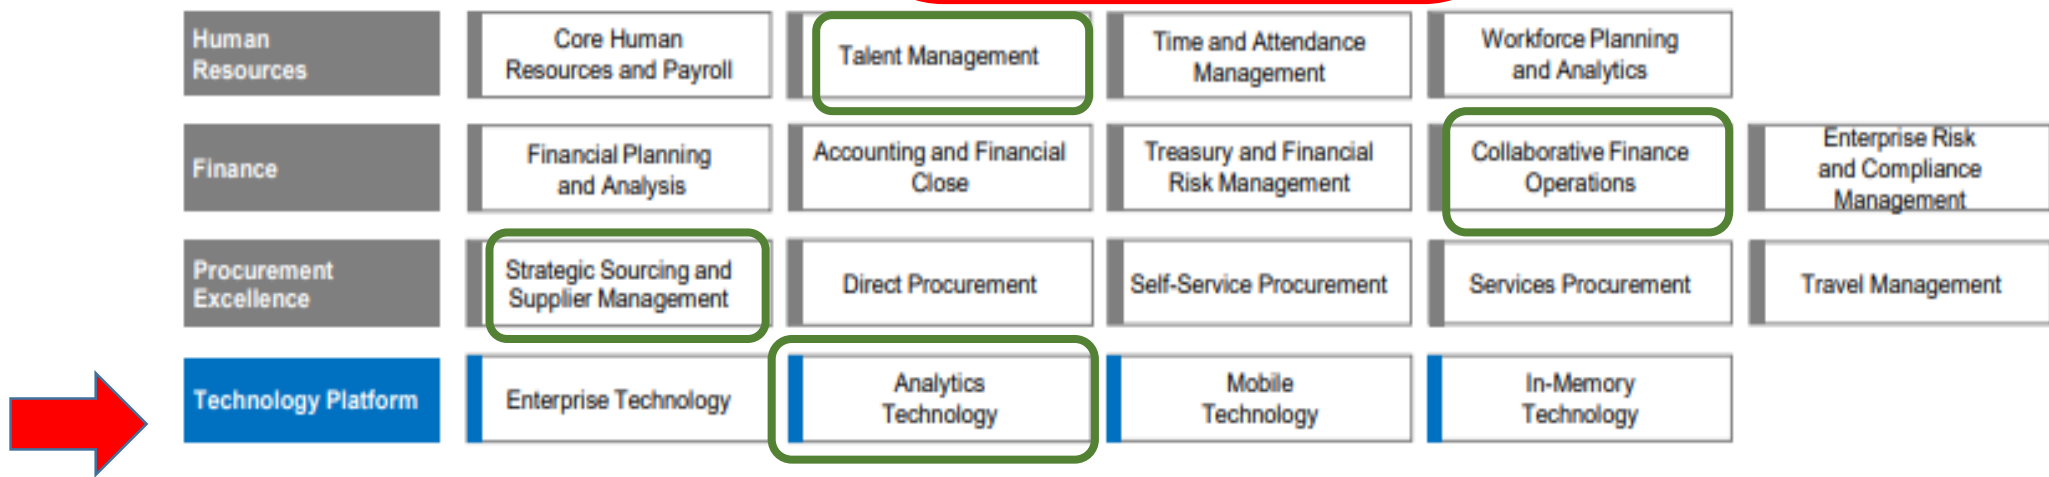 Human
Resources
Core Human
Resources and Payroll
Talent Management
Time and Attendance
Management
Workforce Planning
and Analytics
Finance
Financial Planning
and Analysis
Accounting and Financial
Close
Treasury and Financial
Risk Management
Collaborative Finance
Operations
Enterprise Risk
and Compliance
Management
Procurement
Excellence
Strategic Sourcing and
Supplier Management
Direct Procurement
Self-Service Procurement
Services Procurement
Travel Management
Technology Platform
Enterprise Technology
Analytics
Technology
Mobile
Technology
In-Memory
Technology